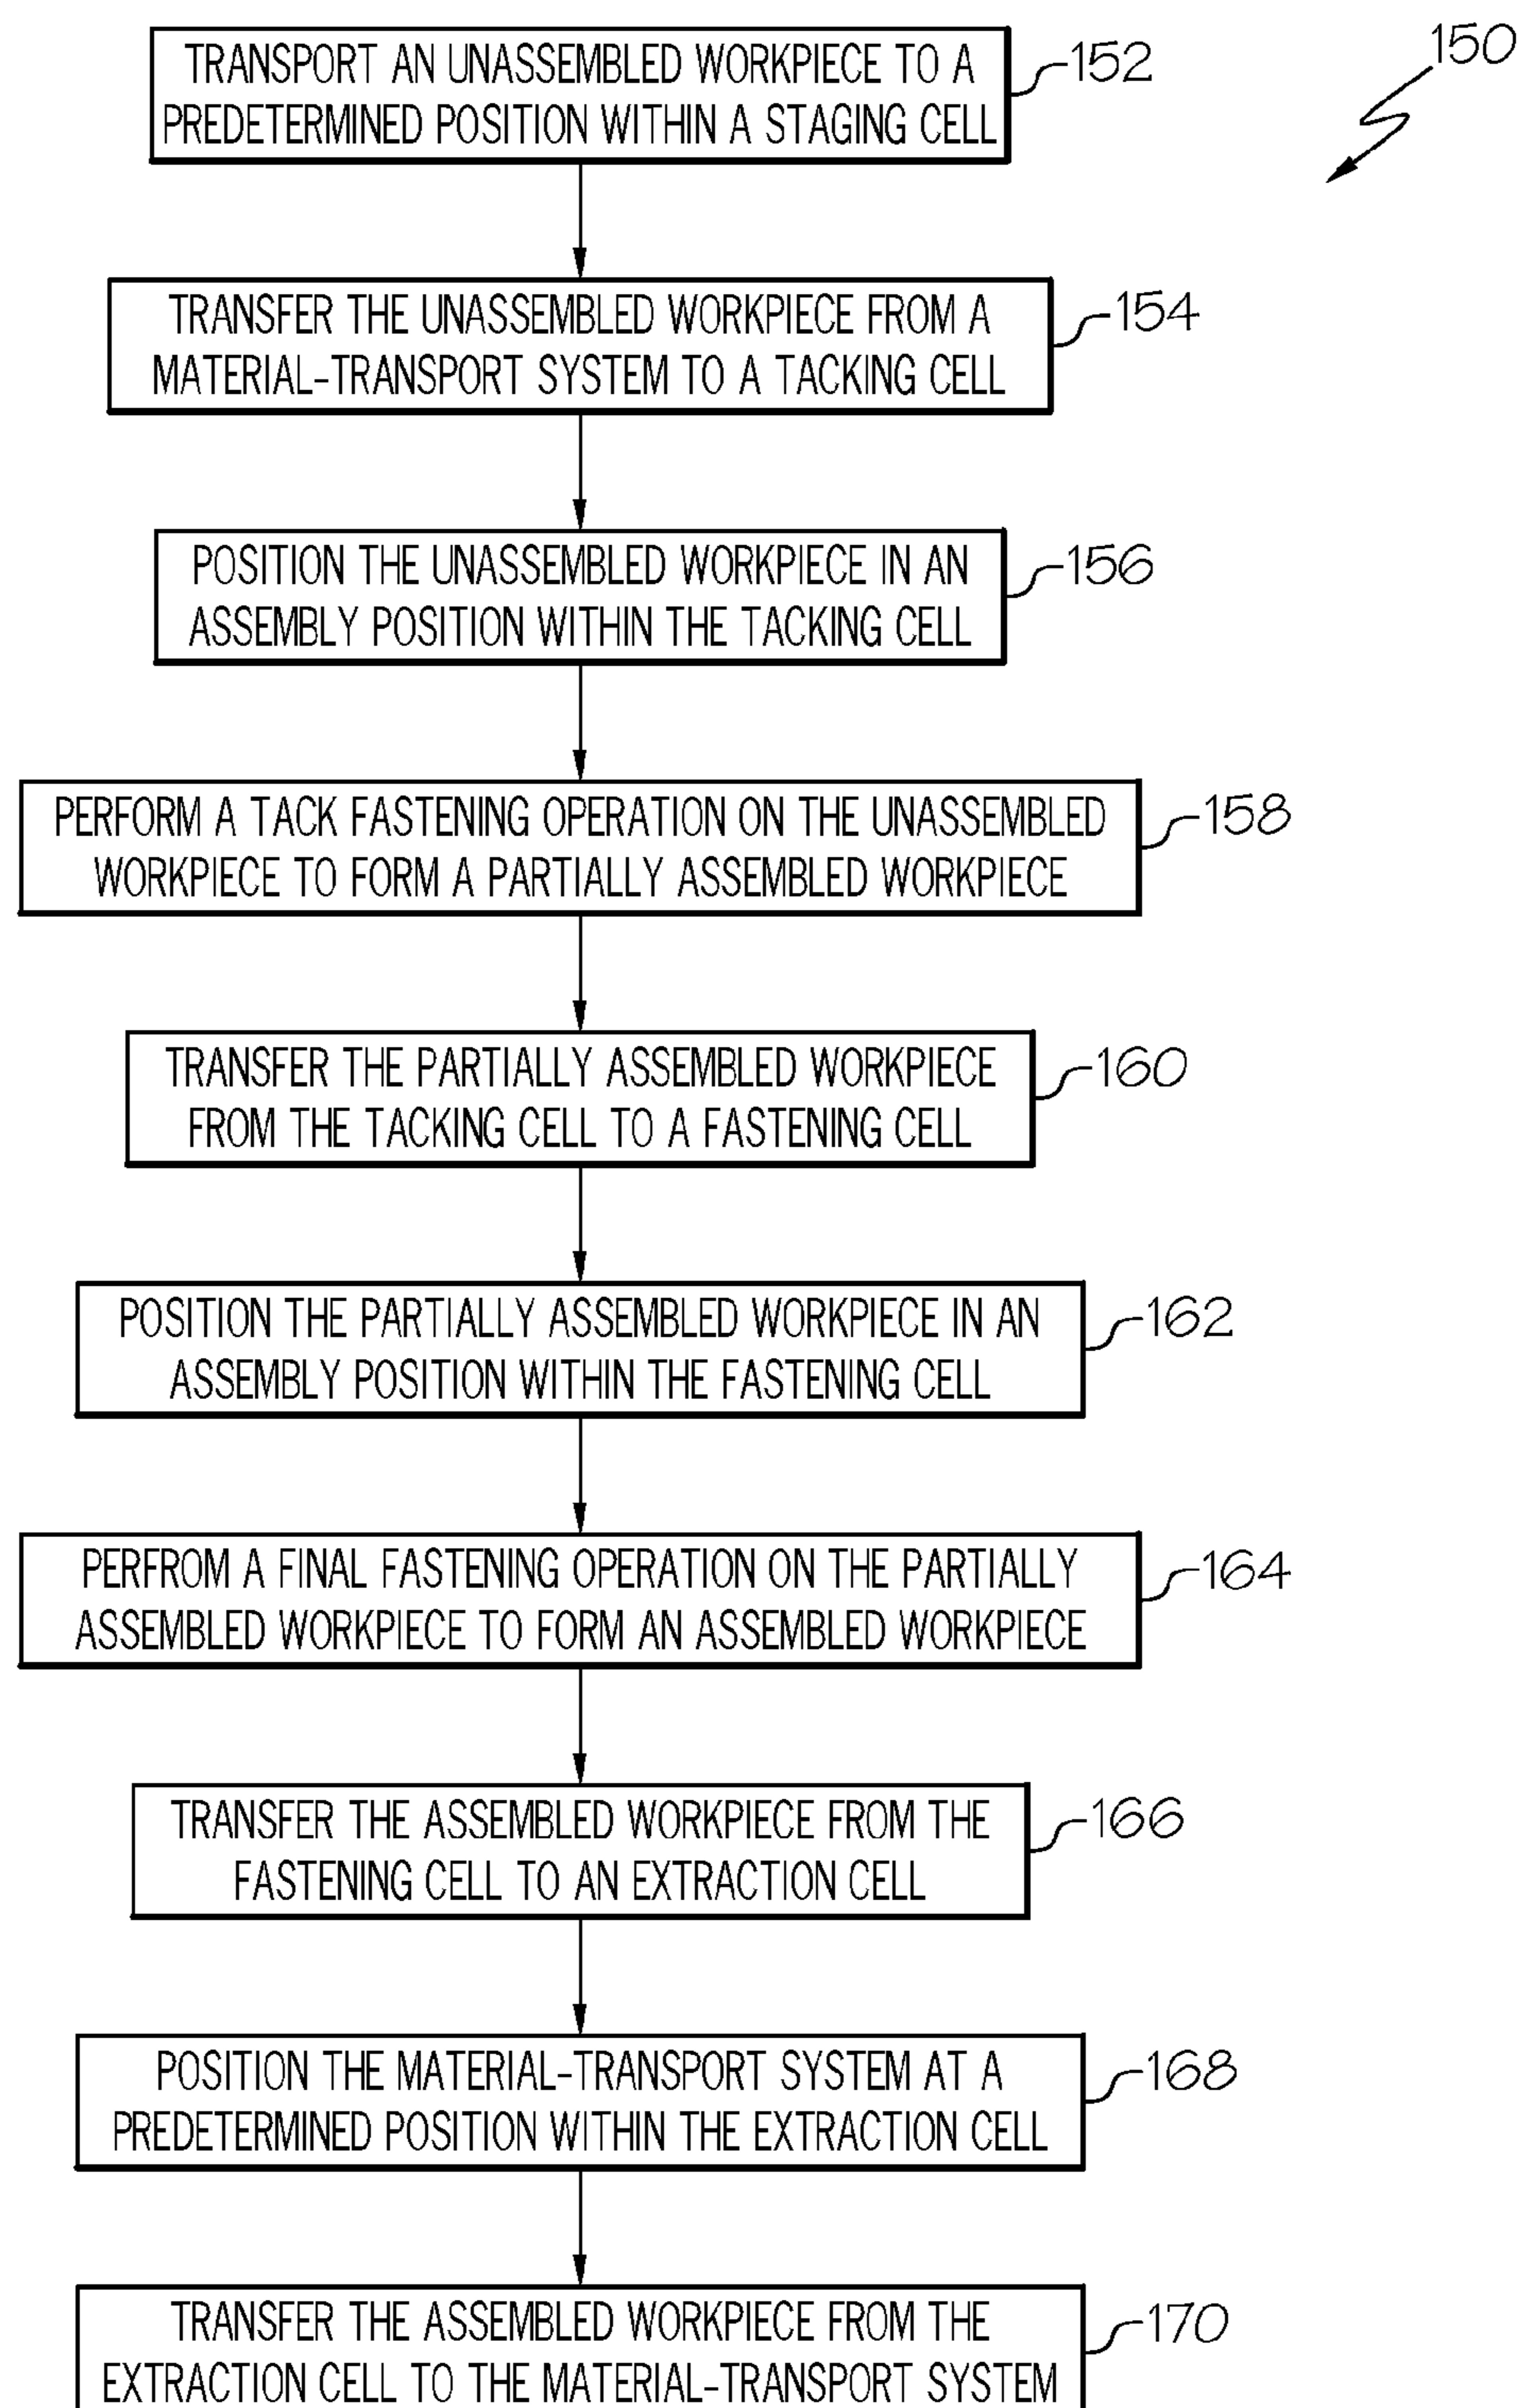 150
TRANSPORT AN UNASSEMBLED WORKPIECE TO A
PREDETERMINED POSITION WITHIN A STAGING CELL
152
TRANSFER THE UNASSEMBLED WORKPIECE FROM A
MATERIAL-TRANSPORT SYSTEM TO A TACKING CELL
154
POSITION THE UNASSEMBLED WORKPIECE IN AN
ASSEMBLY POSITION WITHIN THE TACKING CELL
156
PERFORM A TACK FASTENING OPERATION ON THE UNASSEMBLED
WORKPIECE TO FORM A PARTIALLY ASSEMBLED WORKPIECE
158
TRANSFER THE PARTIALLY ASSEMBLED WORKPIECE
FROM THE TACKING CELL TO A FASTENING CELL
160
POSITION THE PARTIALLY ASSEMBLED WORKPIECE IN AN
ASSEMBLY POSITION WITHIN THE FASTENING CELL
162
PERFROM A FINAL FASTENING OPERATION ON THE PARTIALLY
ASSEMBLED WORKPIECE TO FORM AN ASSEMBLED WORKPIECE
164
TRANSFER THE ASSEMBLED WORKPIECE FROM THE
FASTENING CELL TO AN EXTRACTION CELL
166
POSITION THE MATERIAL-TRANSPORT SYSTEM AT A
PREDETERMINED POSITION WITHIN THE EXTRACTION CELL
168
TRANSFER THE ASSEMBLED WORKPIECE FROM THE
EXTRACTION CELL TO THE MATERIAL-TRANSPORT SYSTEM
170